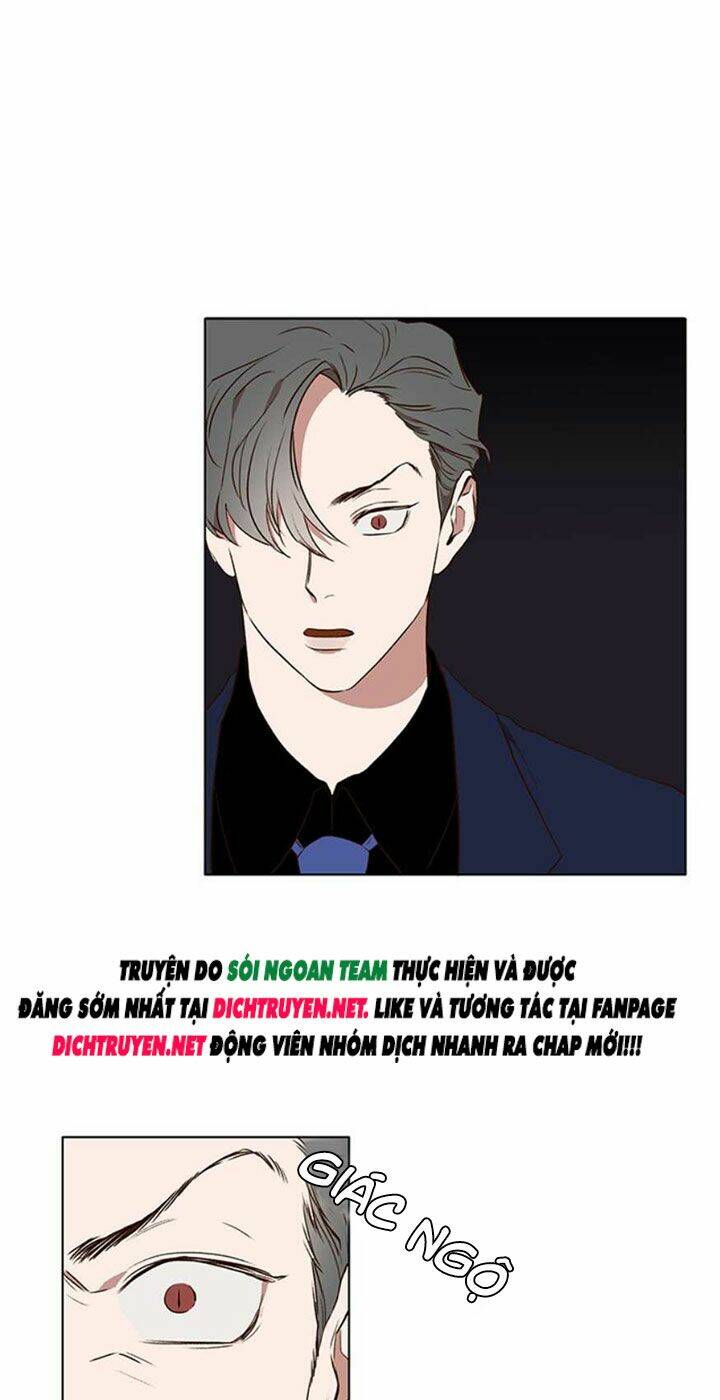 TRUYỆN DO SÓI NGOAN TEAM THỰC HIỆN VÀ ĐƯỢC
ĐĂNG SỚM NHẤT TẠI DICHTRUYEN.NET. LIKE VÀ TƯƠNG TÁC TẠI FANPAGE
DICHTRUYEN.NET ĐỘNG VIÊN NHÓM DỊCH NHANH RA CHAP MỚI!!!
GIÁC NGỘ